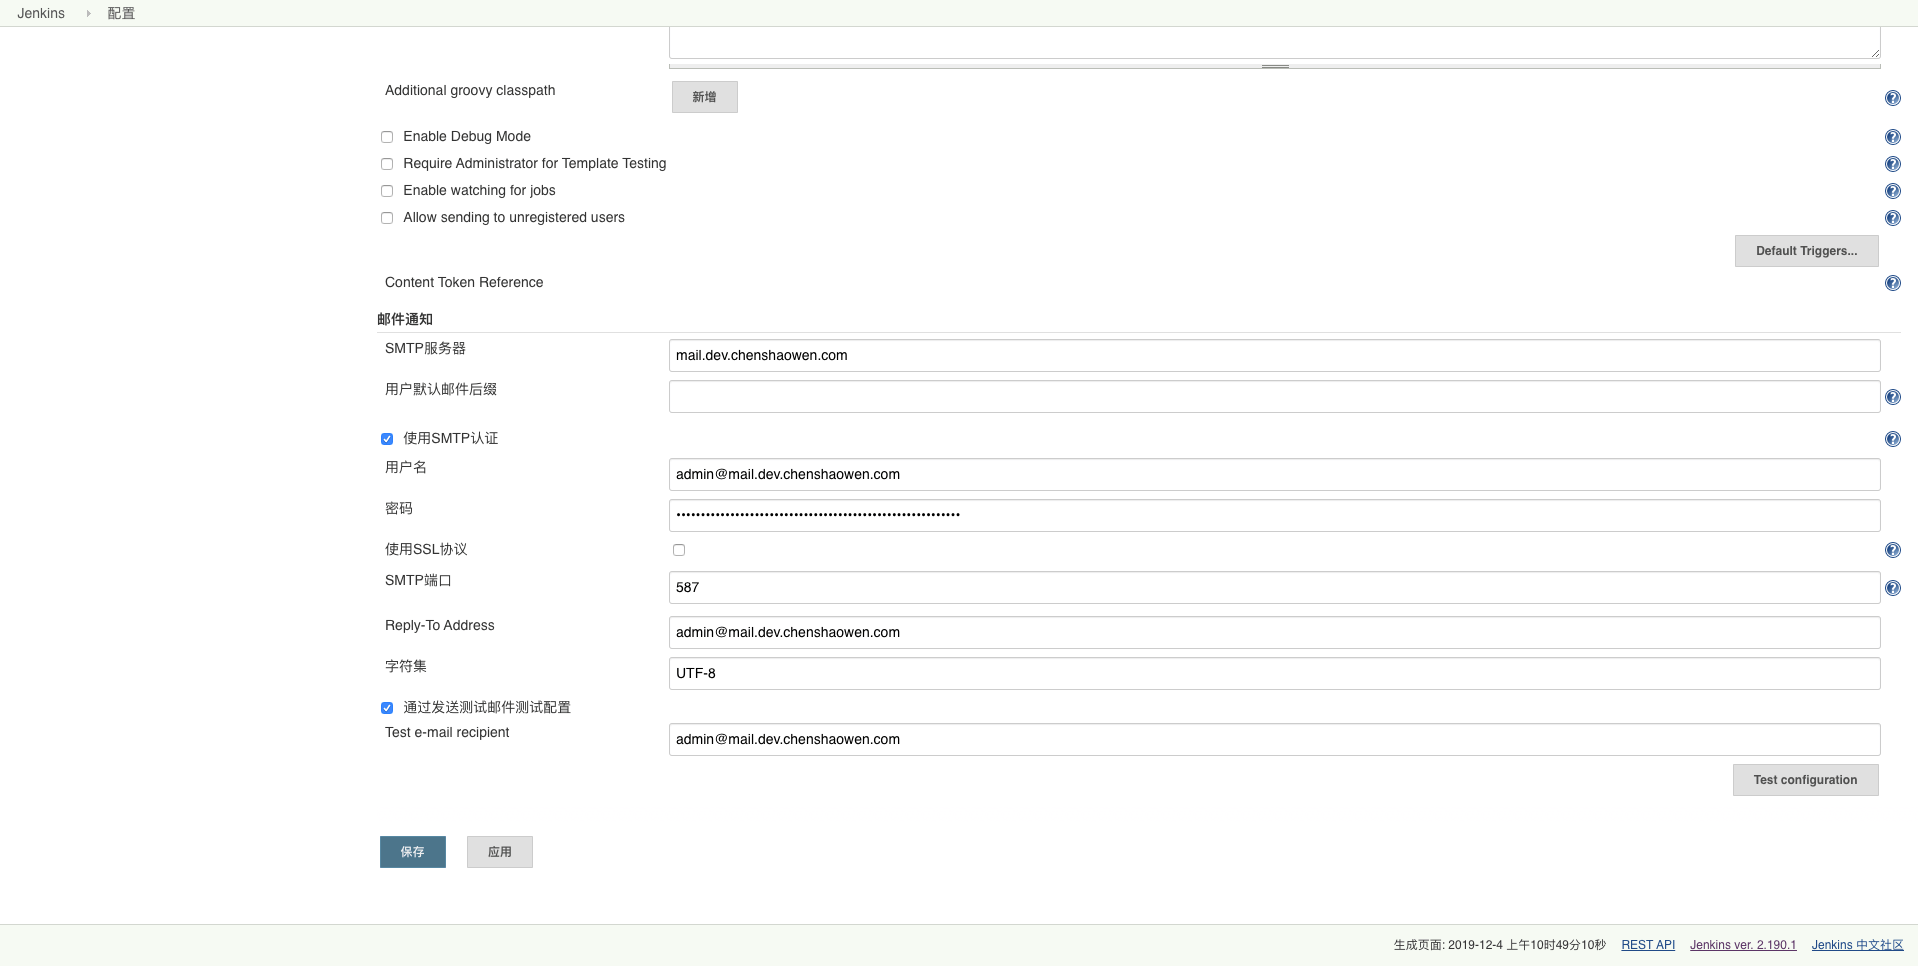 Jenkins 配置
Additional groovy classpath 新增
Enable Debug Mode
Require Administrator for Template Testing
Enable watching for jobs
Allow sending to unregistered users
Default Triggers...
Content Token Reference
邮件通知
SMTP服务器 mail.dev.chenshaowen.com
用户默认邮件后缀
使用SMTP认证
用户名 admin@mail.dev.chenshaowen.com
密码
使用SSL协议
SMTP端口 587
Reply-To Address admin@mail.dev.chenshaowen.com
字符集 UTF-8
通过发送测试邮件测试配置
Test e-mail recipient admin@mail.dev.chenshaowen.com
Test configuration
保存 应用
生成页面: 2019-12-4 上午10时49分10秒 REST API Jenkins ver. 2.190.1 Jenkins 中文社区